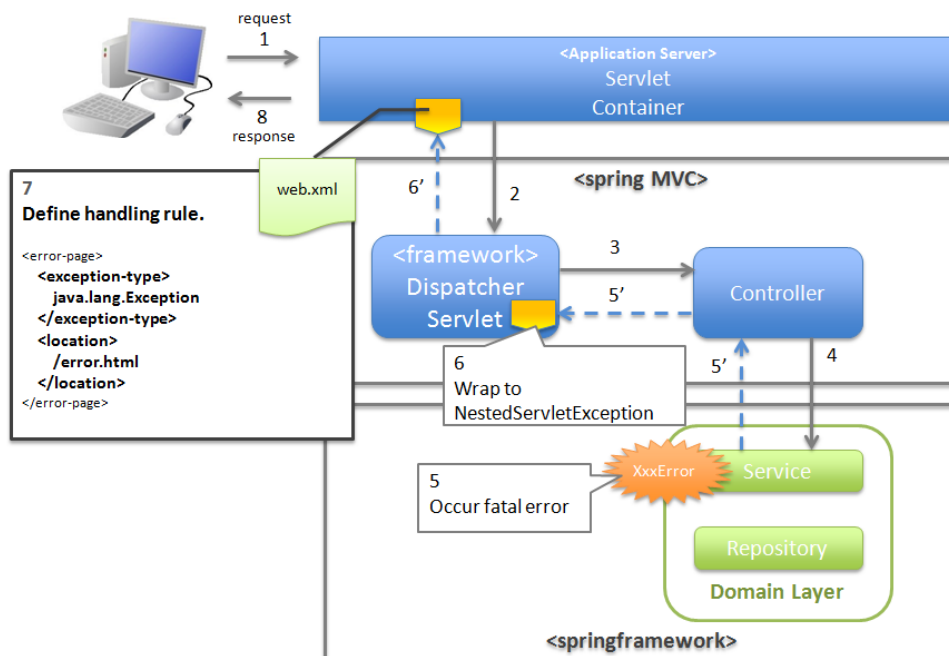 request
1
8
response
<Application Server>
Servlet
Container
web.xml
6’
2
<spring MVC>
7
Define handling rule.
<error-page>
<exception-type>
java.lang.Exception
</exception-type>
<location>
/error.html
</location>
</error-page>
<framework>
Dispatcher
Servlet
3
5’
Controller
6
Wrap to
NestedServletException
5’
4
5
Occur fatal error
XxxError
Service
Repository
Domain Layer
<springframework>